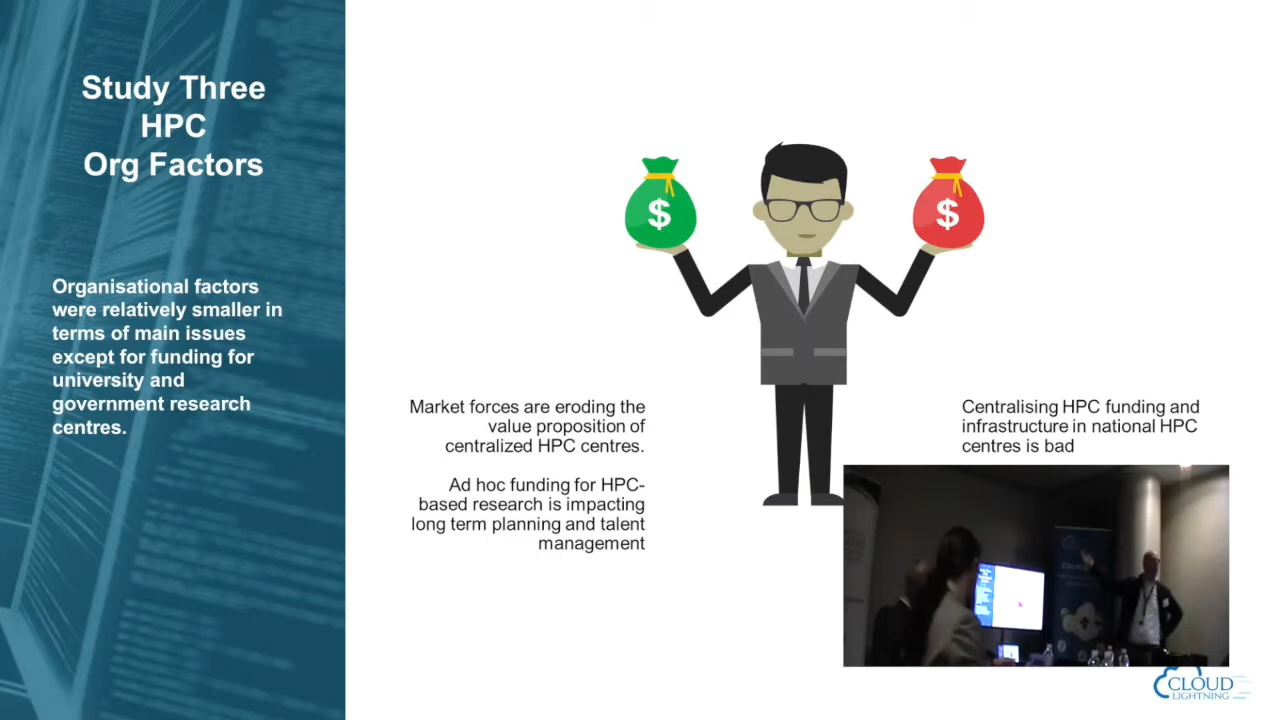 Study Three
HPC
Org Factors
Organisational factors
were relatively smaller in
terms of main issues
except for funding for
university and
government research
centres.
$
$
Market forces are eroding the
value proposition of
centralized HPC centres.
Ad hoc funding for HPC-
based research is impacting
long term planning and talent
management
Centralising HPC funding and
infrastructure in national HPC
centres is bad
CLOUD
LIGHTNING